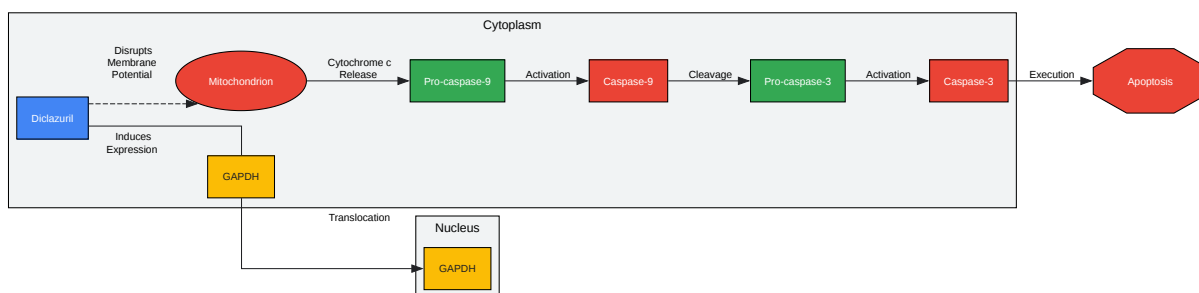 Cytoplasm
Disrupts
Membrane
Potential
Mitochondrion
Cytochrome c
Release
Pro-caspase-9
Activation
Caspase-9
Cleavage
Pro-caspase-3
Activation
Caspase-3
Execution
Apoptosis
Diclazuril
Induces
Expression
GAPDH
Translocation
Nucleus
GAPDH